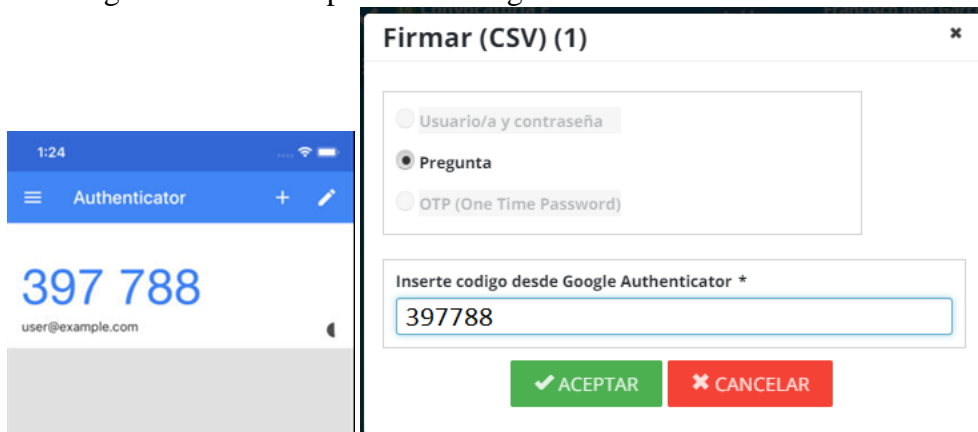 Firmar (CSV) (1)
Usuario/a y contraseña
Pregunta
OTP (One Time Password)
1:24
Authenticator
397 788
user@example.com
Inserte codigo desde Google Authenticator *
397788
ACEPTAR
CANCELAR